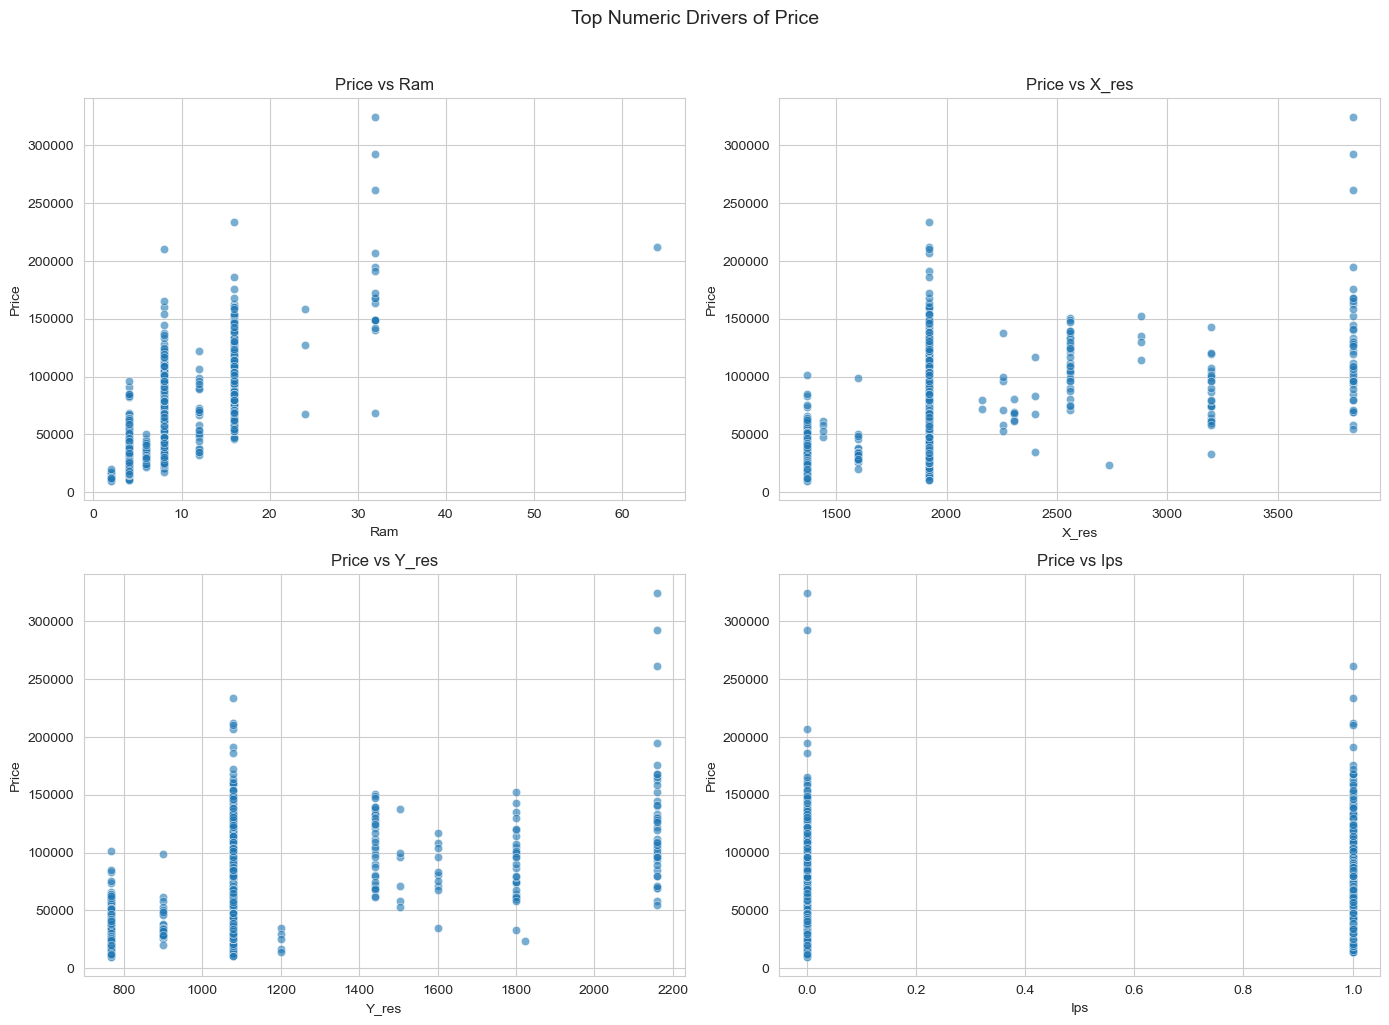 Top Numeric Drivers of Price
Price vs Ram
Price
300000
250000
200000
150000
100000
50000
0
0 10 20 30 40 50 60
Ram
Price vs X_res
Price
300000
250000
200000
150000
100000
50000
0
1500 2000 2500 3000 3500
X_res
Price vs Y_res
Price
300000
250000
200000
150000
100000
50000
0
800 1000 1200 1400 1600 1800 2000 2200
Y_res
Price vs Ips
Price
300000
250000
200000
150000
100000
50000
0
0.0 0.2 0.4 0.6 0.8 1.0
Ips